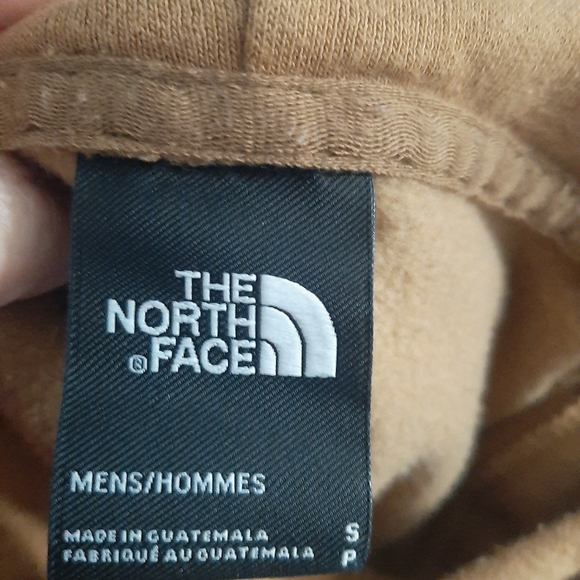 THE
NORTH
®FACE
MENS/HOMMES
MADE IN GUATEMALA S
FABRIQUÉ AU GUATEMALA P